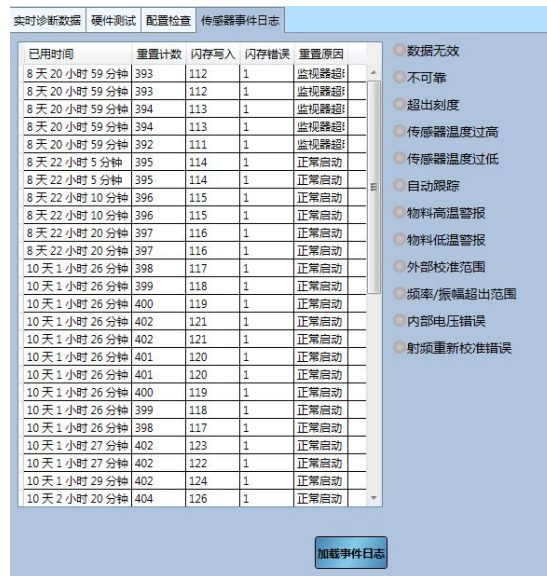 实时诊断数据 硬件测试 配置检查 传感器事件日志
已用时间 重置计数 闪存写入 闪存错误 重置原因
8 天 20 小时 59 分钟 393 112 1 监视器超
8 天 20 小时 59 分钟 393 112 1 监视器超
8 天 20 小时 59 分钟 394 113 1 监视器超
8 天 20 小时 59 分钟 394 113 1 监视器超
8 天 20 小时 59 分钟 392 111 1 监视器超
8 天 22 小时 5 分钟 395 114 1 正常启动
8 天 22 小时 5 分钟 395 114 1 正常启动
8 天 22 小时 10 分钟 396 115 1 正常启动
8 天 22 小时 10 分钟 396 115 1 正常启动
8 天 22 小时 20 分钟 397 116 1 正常启动
8 天 22 小时 20 分钟 397 116 1 正常启动
10 天 1 小时 26 分钟 398 117 1 正常启动
10 天 1 小时 26 分钟 399 118 1 正常启动
10 天 1 小时 26 分钟 400 119 1 正常启动
10 天 1 小时 26 分钟 402 121 1 正常启动
10 天 1 小时 26 分钟 402 121 1 正常启动
10 天 1 小时 26 分钟 401 120 1 正常启动
10 天 1 小时 26 分钟 401 120 1 正常启动
10 天 1 小时 26 分钟 400 119 1 正常启动
10 天 1 小时 26 分钟 399 118 1 正常启动
10 天 1 小时 26 分钟 398 117 1 正常启动
10 天 1 小时 27 分钟 402 123 1 正常启动
10 天 1 小时 27 分钟 402 122 1 正常启动
10 天 1 小时 29 分钟 402 124 1 正常启动
10 天 2 小时 20 分钟 404 126 1 正常启动
数据无效
不可靠
超出刻度
传感器温度过高
传感器温度过低
自动跟踪
物料高温警报
物料低温警报
外部校准范围
频率/振幅超出范围
内部电压错误
射频重新校准错误
加载事件日志